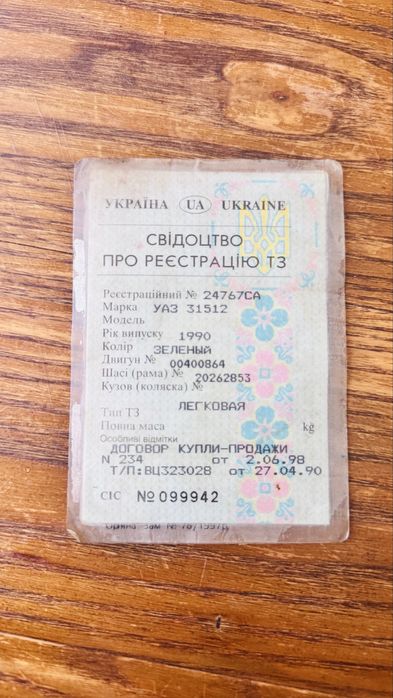 УКРАЇНА UA UKRAINE
СВІДОЦТВО
ПРО РЕЄСТРАЦІЮ ТЗ
Реєстраційний № 24767СА
Марка УАЗ 31512
Модель
Рік випуску 1990
Колір ЗЕЛЕНЫЙ
Двигун № 00400864
Шасі (рама) № 20262853
Кузов (коляска) №
Тип ТЗ ЛЕГКОВАЯ
Повна маса kg
Особливі відмітки
ДОГОВОР КУПЛИ-ПРОДАЖИ
N 234 от 2.06.98
Т/П:ВЦ323028 от 27.04.90
СІС №099942